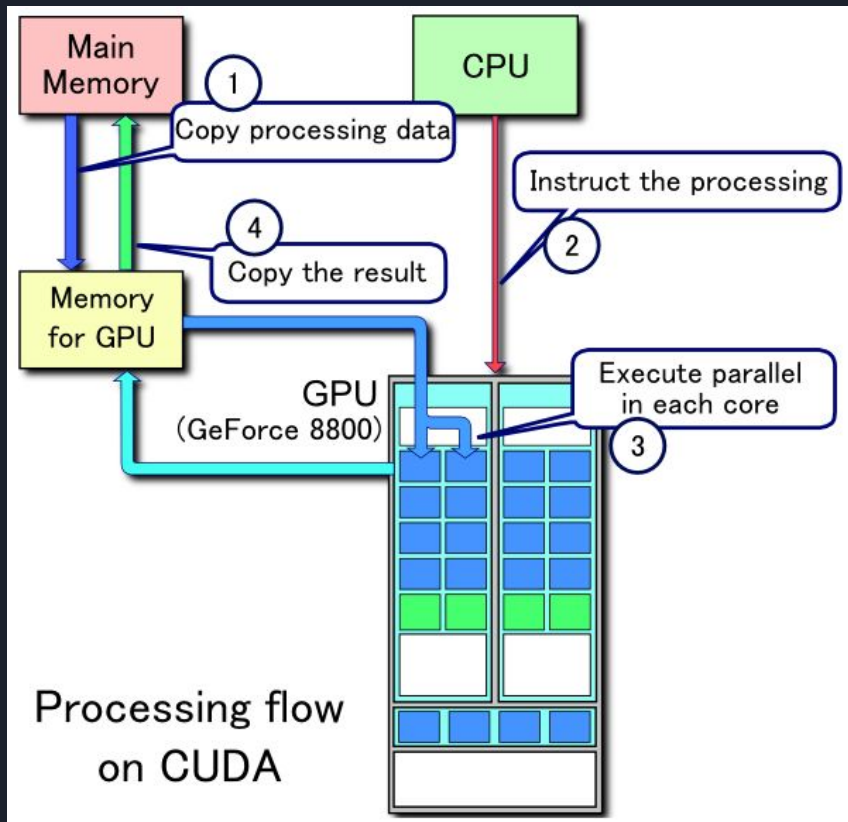 Main
Memory
CPU
1
Copy processing data
Instruct the processing
2
4
Copy the result
Memory
for GPU
GPU
(GeForce 8800)
Execute parallel
in each core
3
Processing flow
on CUDA